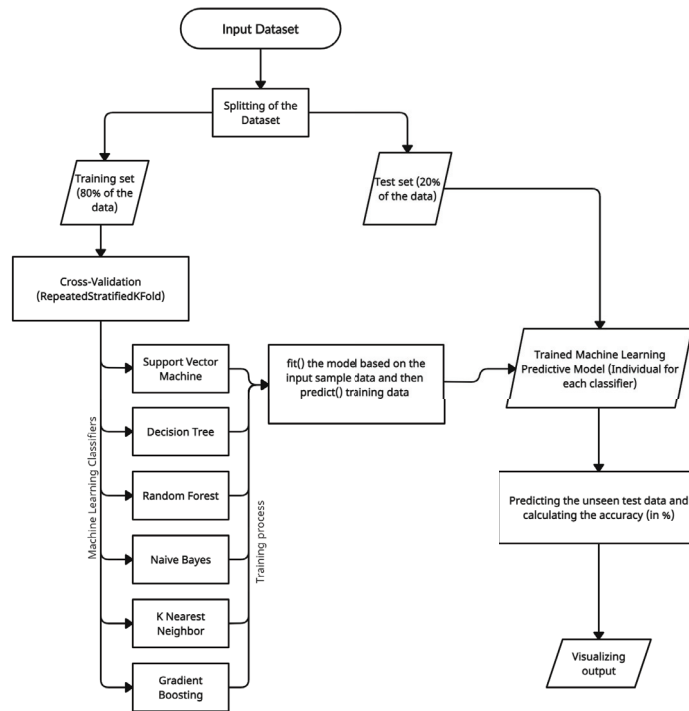 Input Dataset
Splitting of the
Dataset
Training set
(80% of the
data)
Test set (20%
of the data)
Cross-Validation
(RepeatedStratifiedKFold)
Machine Learning Classifiers
Support Vector
Machine
Decision Tree
Random Forest
Naive Bayes
K Nearest
Neighbor
Gradient
Boosting
Training process
fit() the model based on the
input sample data and then
predict() training data
Trained Machine Learning
Predictive Model (Individual for
each classifier)
Predicting the unseen test data and
calculating the accuracy (in %)
Visualizing
output